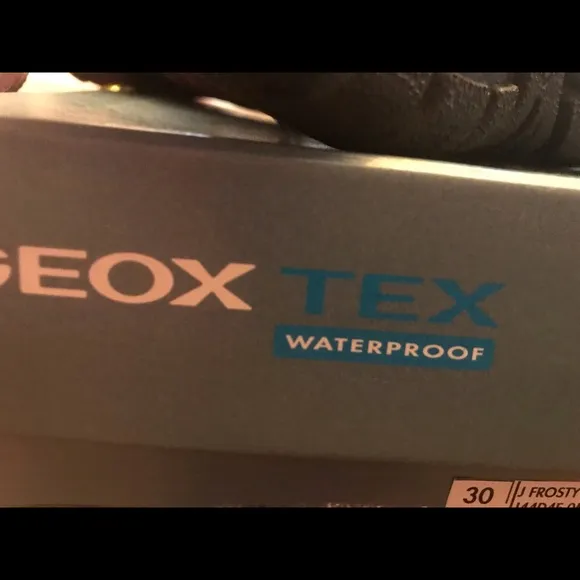 GEOX TEX
WATERPROOF
30
J FROSTY